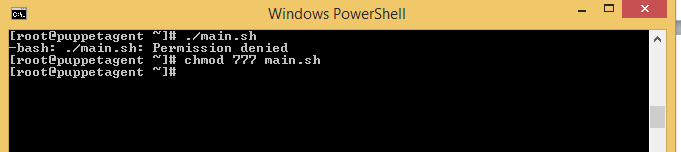 Windows PowerShell
[root@puppetagent ~]# ./main.sh
-bash: ./main.sh: Permission denied
[root@puppetagent ~]# chmod 777 main.sh
[root@puppetagent ~]#